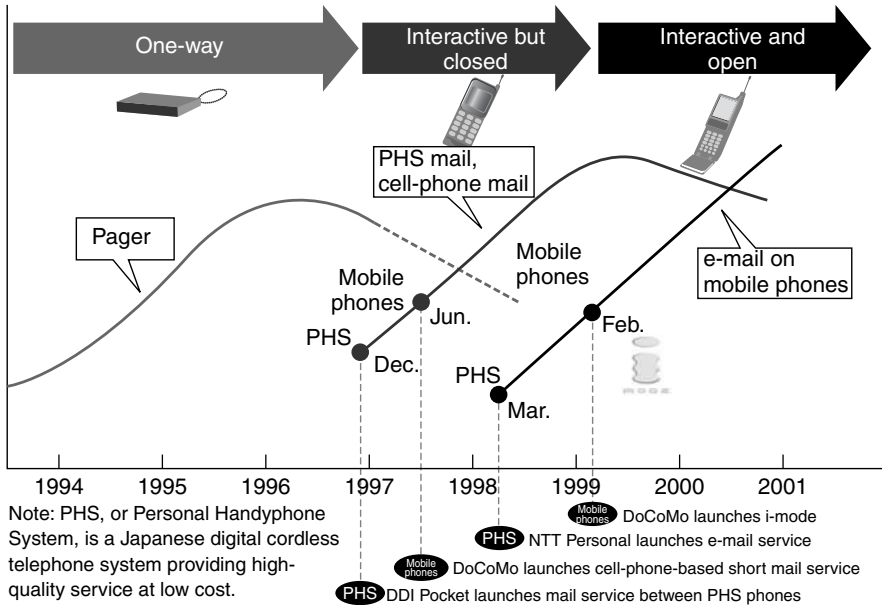 One-way
Interactive but
closed
Interactive and
open
PHS mail,
cell-phone mail
Pager
Mobile
phones
Mobile
phones
e-mail on
mobile phones
Jun.
Feb.
PHS
Dec.
PHS
Mar.
1994 1995 1996 1997 1998 1999 2000 2001
Note: PHS, or Personal Handyphone
System, is a Japanese digital cordless
telephone system providing high-
quality service at low cost.
Mobile
phones
DoCoMo launches i-mode
PHS NTT Personal launches e-mail service
Mobile
phones
DoCoMo launches cell-phone-based short mail service
PHS DDI Pocket launches mail service between PHS phones